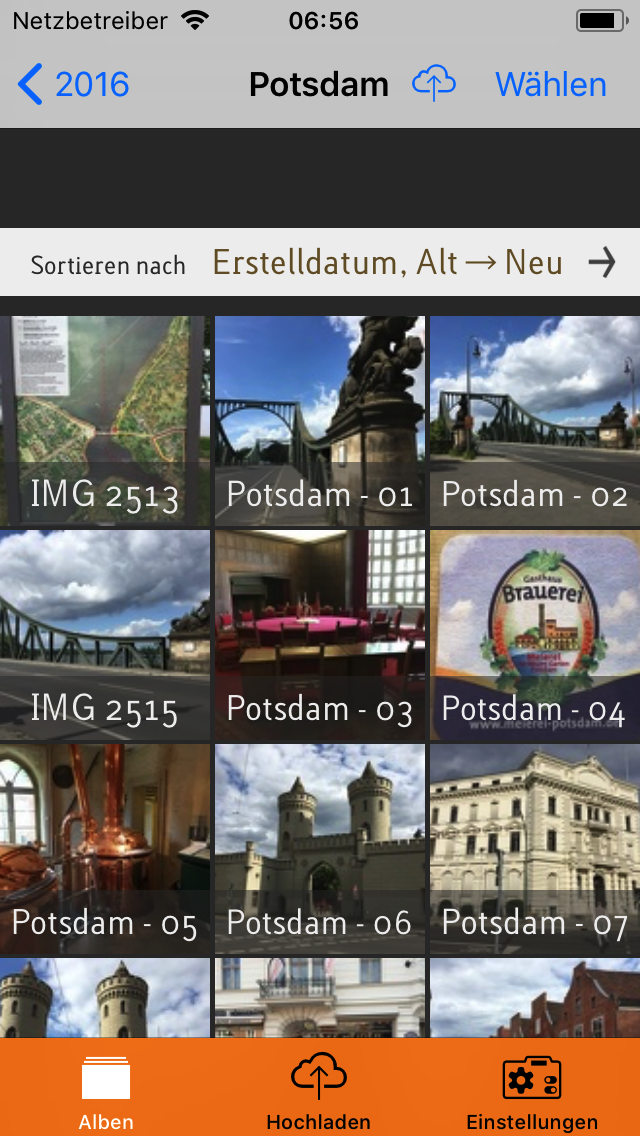 Netzbetreiber 06:56
2016 Potsdam Wählen
Sortieren nach Erstelldatum, Alt → Neu →
IMG 2513 Potsdam - 01 Potsdam - 02
Gasthaus
Brauerei
Meierei
IMG 2515 Potsdam - 03 Potsdam - 04
www.meierei-potsdam.de
Potsdam - 05 Potsdam - 06 Potsdam - 07
Alben Hochladen Einstellungen